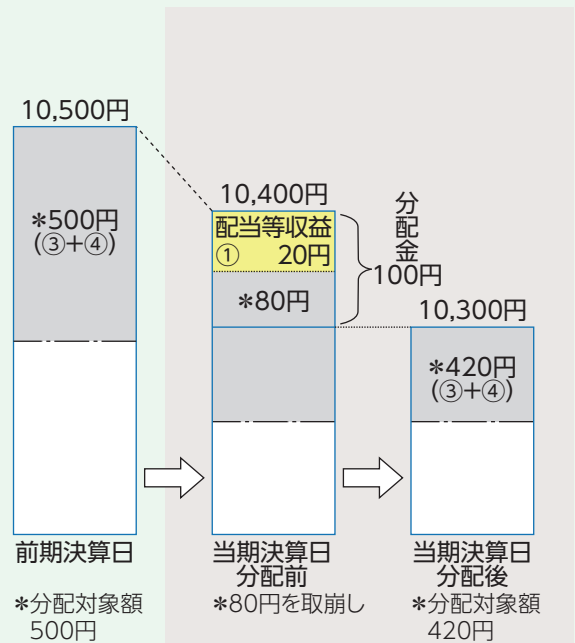 10,500円
*500円
(③+④)
前期決算日
*分配対象額
500円
10,400円
配当等収益
① 20円
*80円
分配金
100円
当期決算日
分配前
*80円を取崩し
10,300円
*420円
(③+④)
当期決算日
分配後
*分配対象額
420円